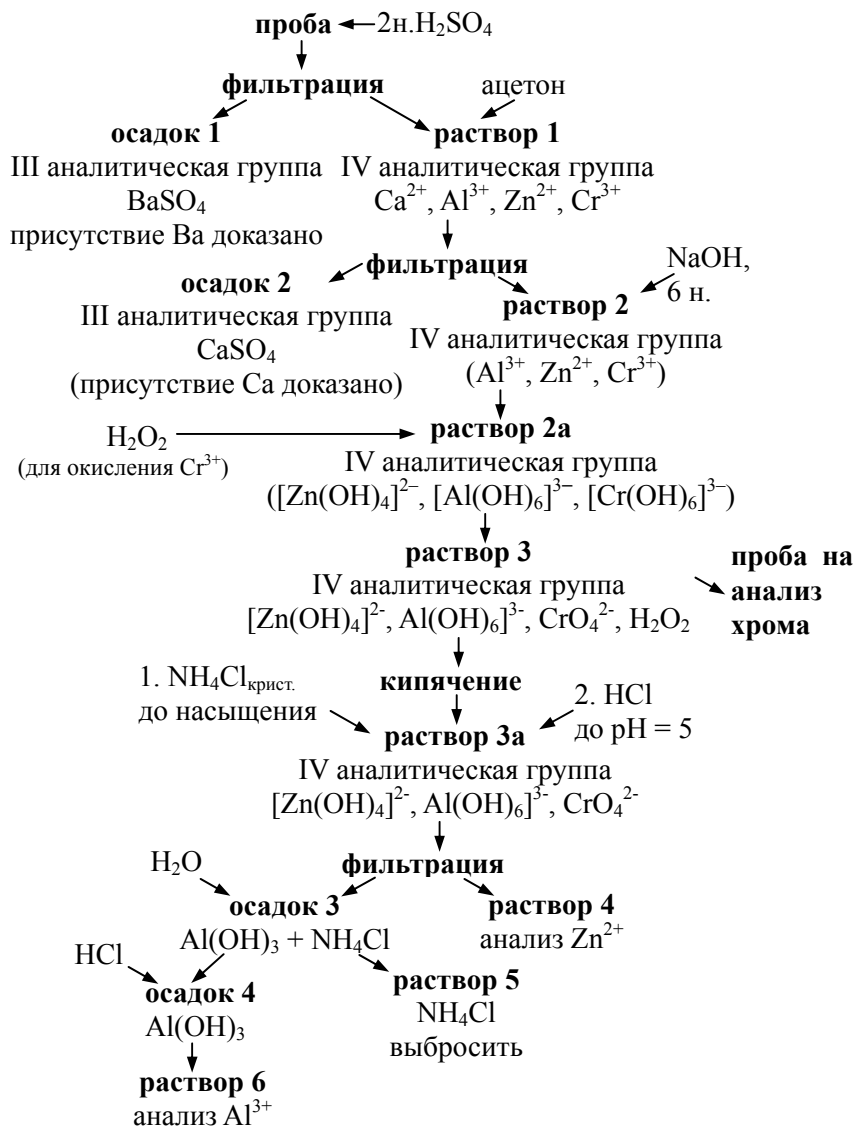 проба
2н.H₂SO₄
фильтрация
ацетон
осадок 1
III аналитическая группа
BaSO₄
присутствие Ba доказано
раствор 1
IV аналитическая группа
Ca²⁺, Al³⁺, Zn²⁺, Cr³⁺
фильтрация
NaOH,
6 н.
осадок 2
III аналитическая группа
CaSO₄
(присутствие Ca доказано)
раствор 2
IV аналитическая группа
(Al³⁺, Zn²⁺, Cr³⁺)
H₂O₂
(для окисления Cr³⁺)
раствор 2а
IV аналитическая группа
([Zn(OH)₄]²⁻, [Al(OH)₆]³⁻, [Cr(OH)₆]³⁻)
раствор 3
IV аналитическая группа
[Zn(OH)₄]²⁻, Al(OH)₆]³⁻, CrO₄²⁻, H₂O₂
проба на
анализ
хрома
1. NH₄Clкрист.
до насыщения
кипячение
2. HCl
до pH = 5
раствор 3а
IV аналитическая группа
[Zn(OH)₄]²⁻, Al(OH)₆]³⁻, CrO₄²⁻
фильтрация
H₂O
осадок 3
Al(OH)₃ + NH₄Cl
раствор 4
анализ Zn²⁺
HCl
осадок 4
Al(OH)₃
раствор 5
NH₄Cl
выбросить
раствор 6
анализ Al³⁺